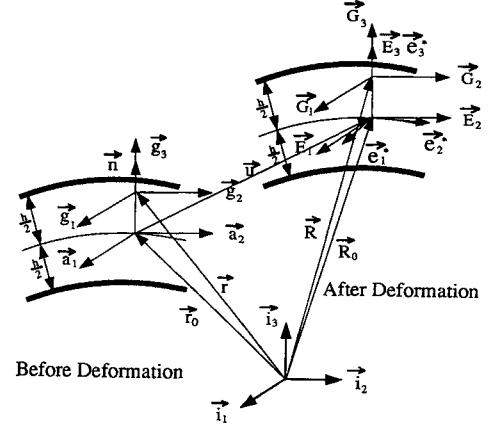 G₃
E₃ e₃*
G₂
G₁
h/2
E₂
h/2
E₁
e₁*
e₂*
u
g₃
n
g₂
g₁
h/2
a₂
a₁
h/2
r
r₀
R
R₀
After Deformation
i₃
Before Deformation
i₂
i₁